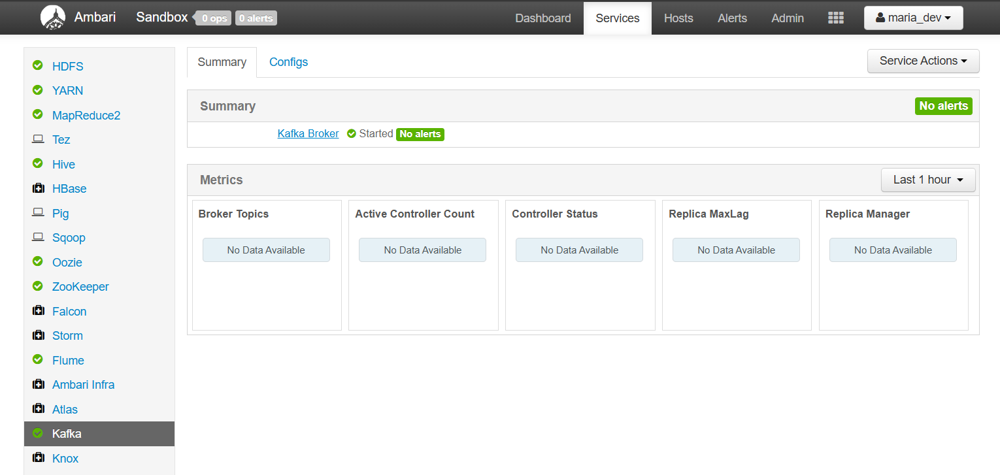 Ambari Sandbox 0 ops 0 alerts Dashboard Services Hosts Alerts Admin maria_dev
HDFS
YARN
MapReduce2
Tez
Hive
HBase
Pig
Sqoop
Oozie
ZooKeeper
Falcon
Storm
Flume
Ambari Infra
Atlas
Kafka
Knox
Summary Configs Service Actions
Summary No alerts
Kafka Broker Started No alerts
Metrics Last 1 hour
Broker Topics Active Controller Count Controller Status Replica MaxLag Replica Manager
No Data Available No Data Available No Data Available No Data Available No Data Available